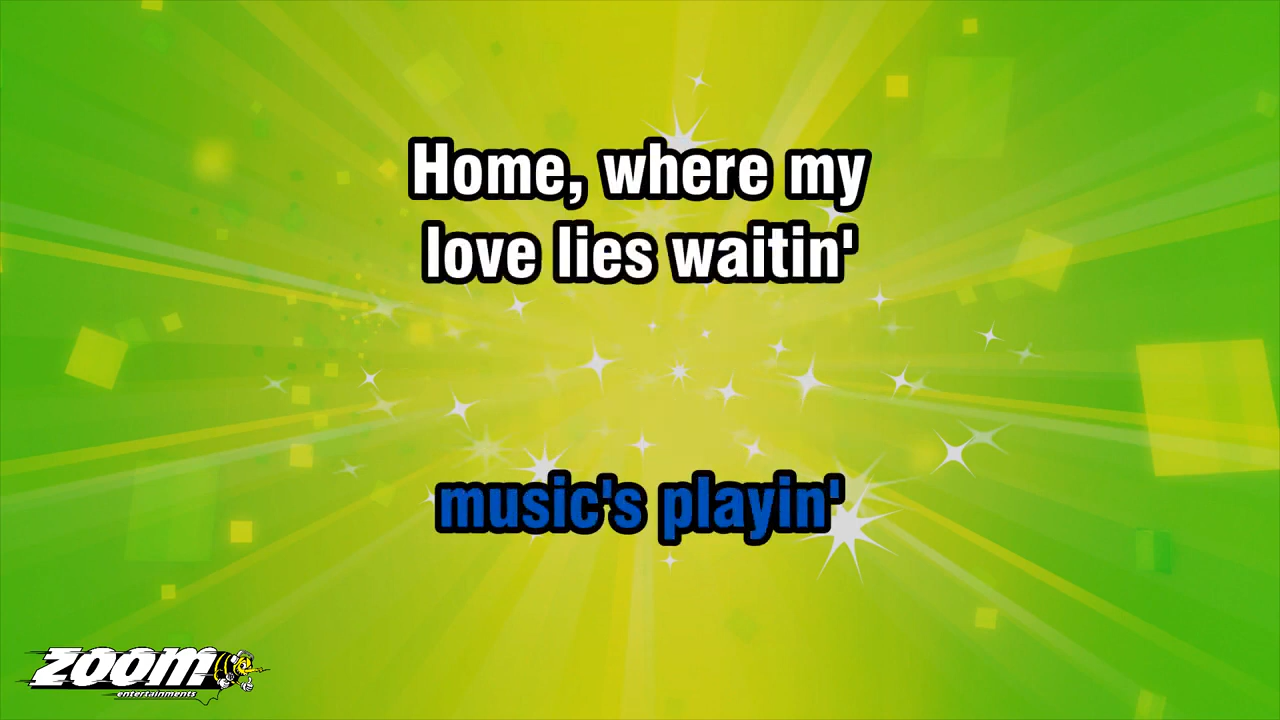 Home, where my
love lies waitin'
music's playin'
zoom
entertainments